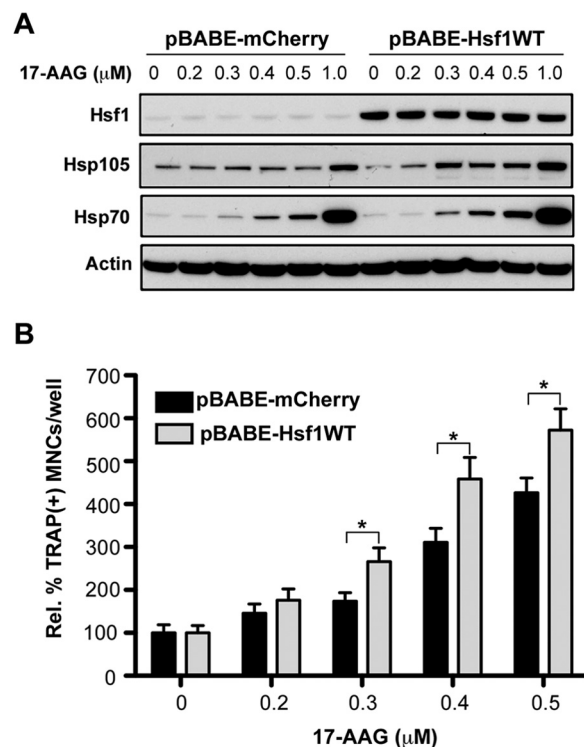 A
pBABE-mCherry pBABE-Hsf1WT
17-AAG (μM) 0 0.2 0.3 0.4 0.5 1.0 0 0.2 0.3 0.4 0.5 1.0
Hsf1
Hsp105
Hsp70
Actin
B
Rel. % TRAP(+) MNCs/well
700
600
500
400
300
200
100
0
pBABE-mCherry
pBABE-Hsf1WT
* * *
0 0.2 0.3 0.4 0.5
17-AAG (μM)